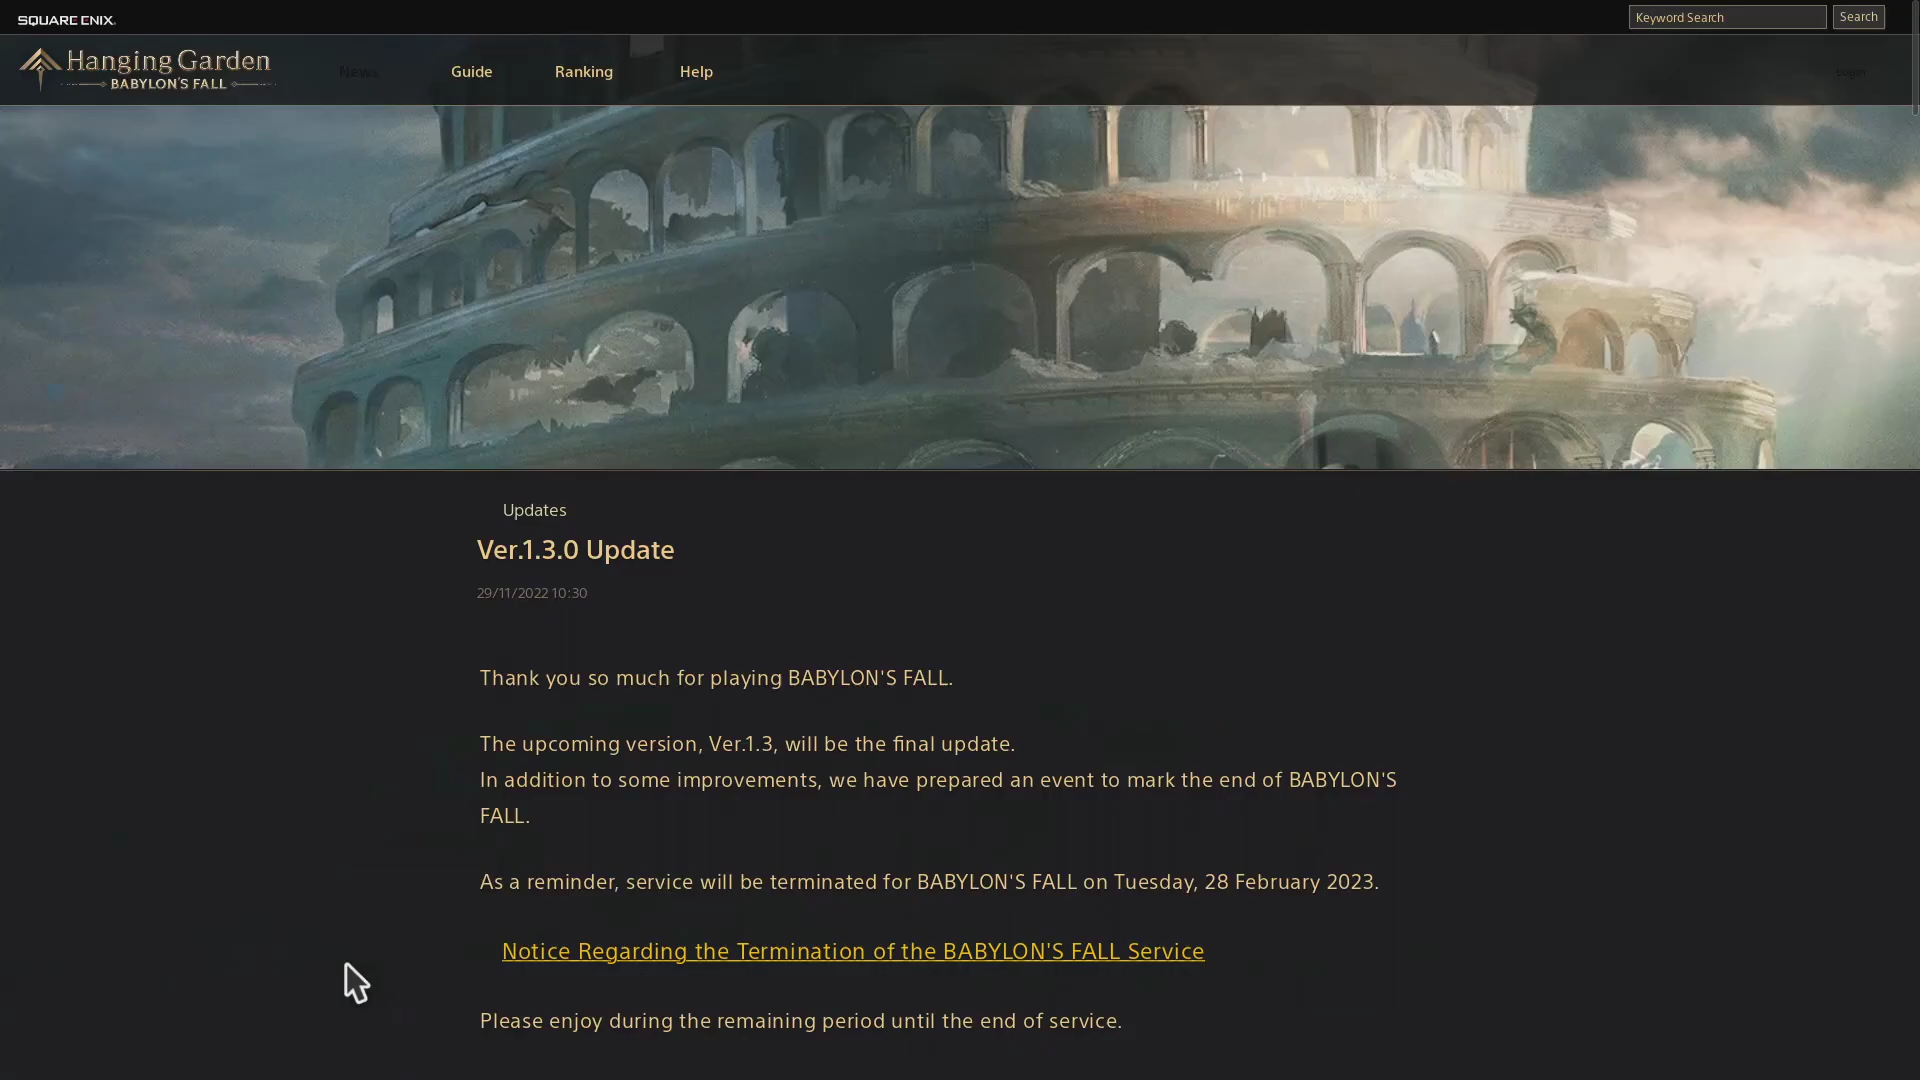 SQUARE ENIX
Keyword Search
Search
Hanging Garden
BABYLON'S FALL
News
Guide
Ranking
Help
Login
Updates
Ver.1.3.0 Update
29/11/2022 10:30
Thank you so much for playing BABYLON'S FALL.
The upcoming version, Ver.1.3, will be the final update.
In addition to some improvements, we have prepared an event to mark the end of BABYLON'S
FALL.
As a reminder, service will be terminated for BABYLON'S FALL on Tuesday, 28 February 2023.
Notice Regarding the Termination of the BABYLON'S FALL Service
Please enjoy during the remaining period until the end of service.